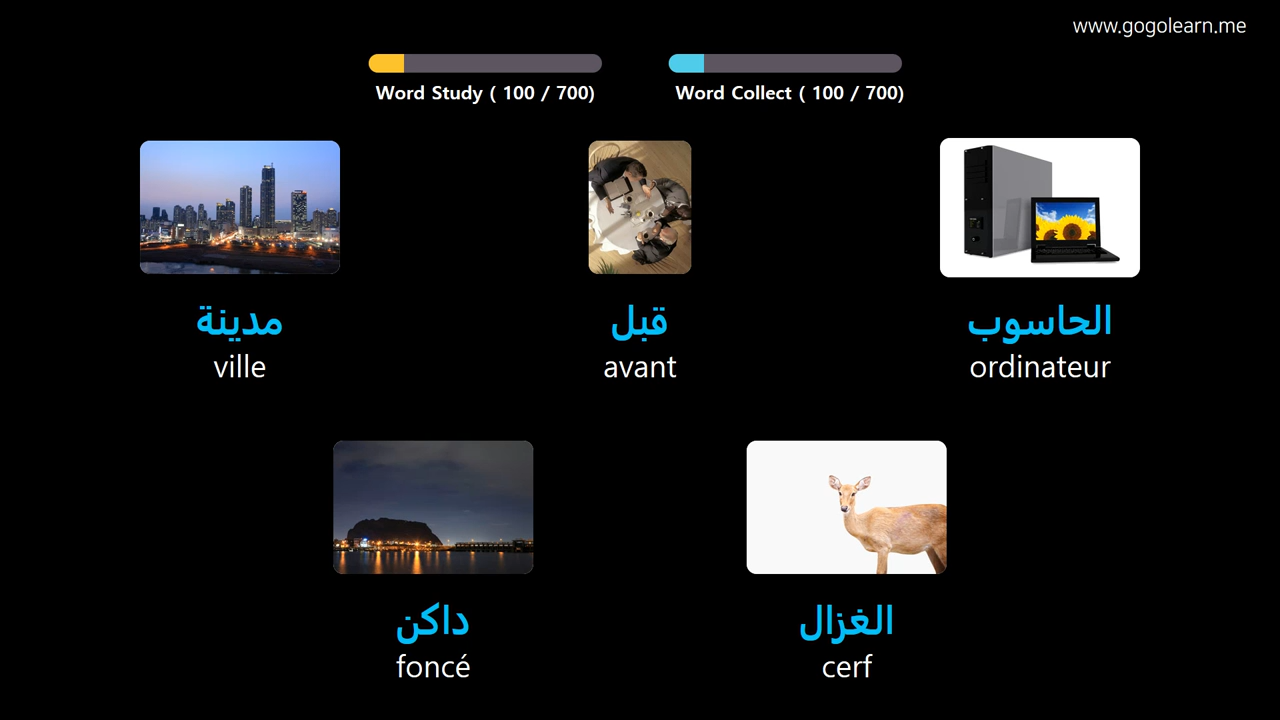 www.gogolearn.me
Word Study ( 100 / 700)
Word Collect ( 100 / 700)
مدينة
ville
قبل
avant
الحاسوب
ordinateur
داكن
foncé
الغزال
cerf